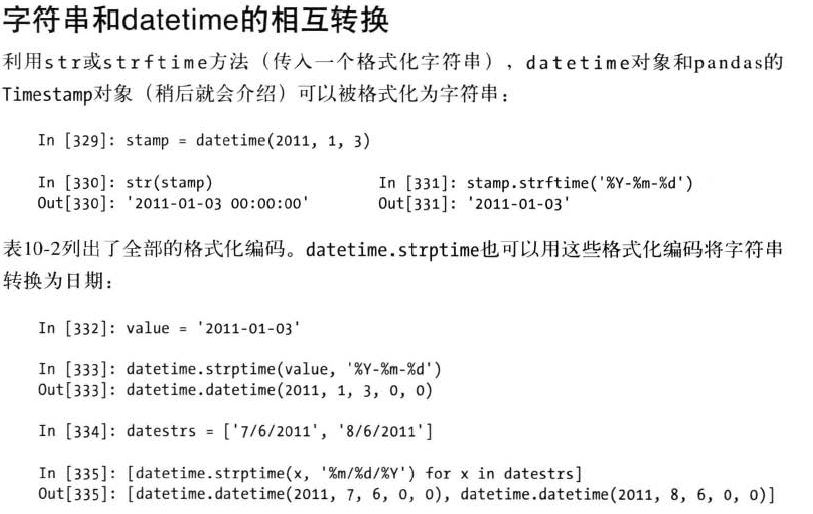 字符串和datetime的相互转换
利用str或strftime方法（传入一个格式化字符串），datetime对象和pandas的
Timestamp对象（稍后就会介绍）可以被格式化为字符串：
In [329]: stamp = datetime(2011, 1, 3)
In [330]: str(stamp)
Out[330]: '2011-01-03 00:00:00'
In [331]: stamp.strftime('%Y-%m-%d')
Out[331]: '2011-01-03'
表10-2列出了全部的格式化编码。datetime.strptime也可以用这些格式化编码将字符串
转换为日期：
In [332]: value = '2011-01-03'
In [333]: datetime.strptime(value, '%Y-%m-%d')
Out[333]: datetime.datetime(2011, 1, 3, 0, 0)
In [334]: datestrs = ['7/6/2011', '8/6/2011']
In [335]: [datetime.strptime(x, '%m/%d/%Y') for x in datestrs]
Out[335]: [datetime.datetime(2011, 7, 6, 0, 0), datetime.datetime(2011, 8, 6, 0, 0)]